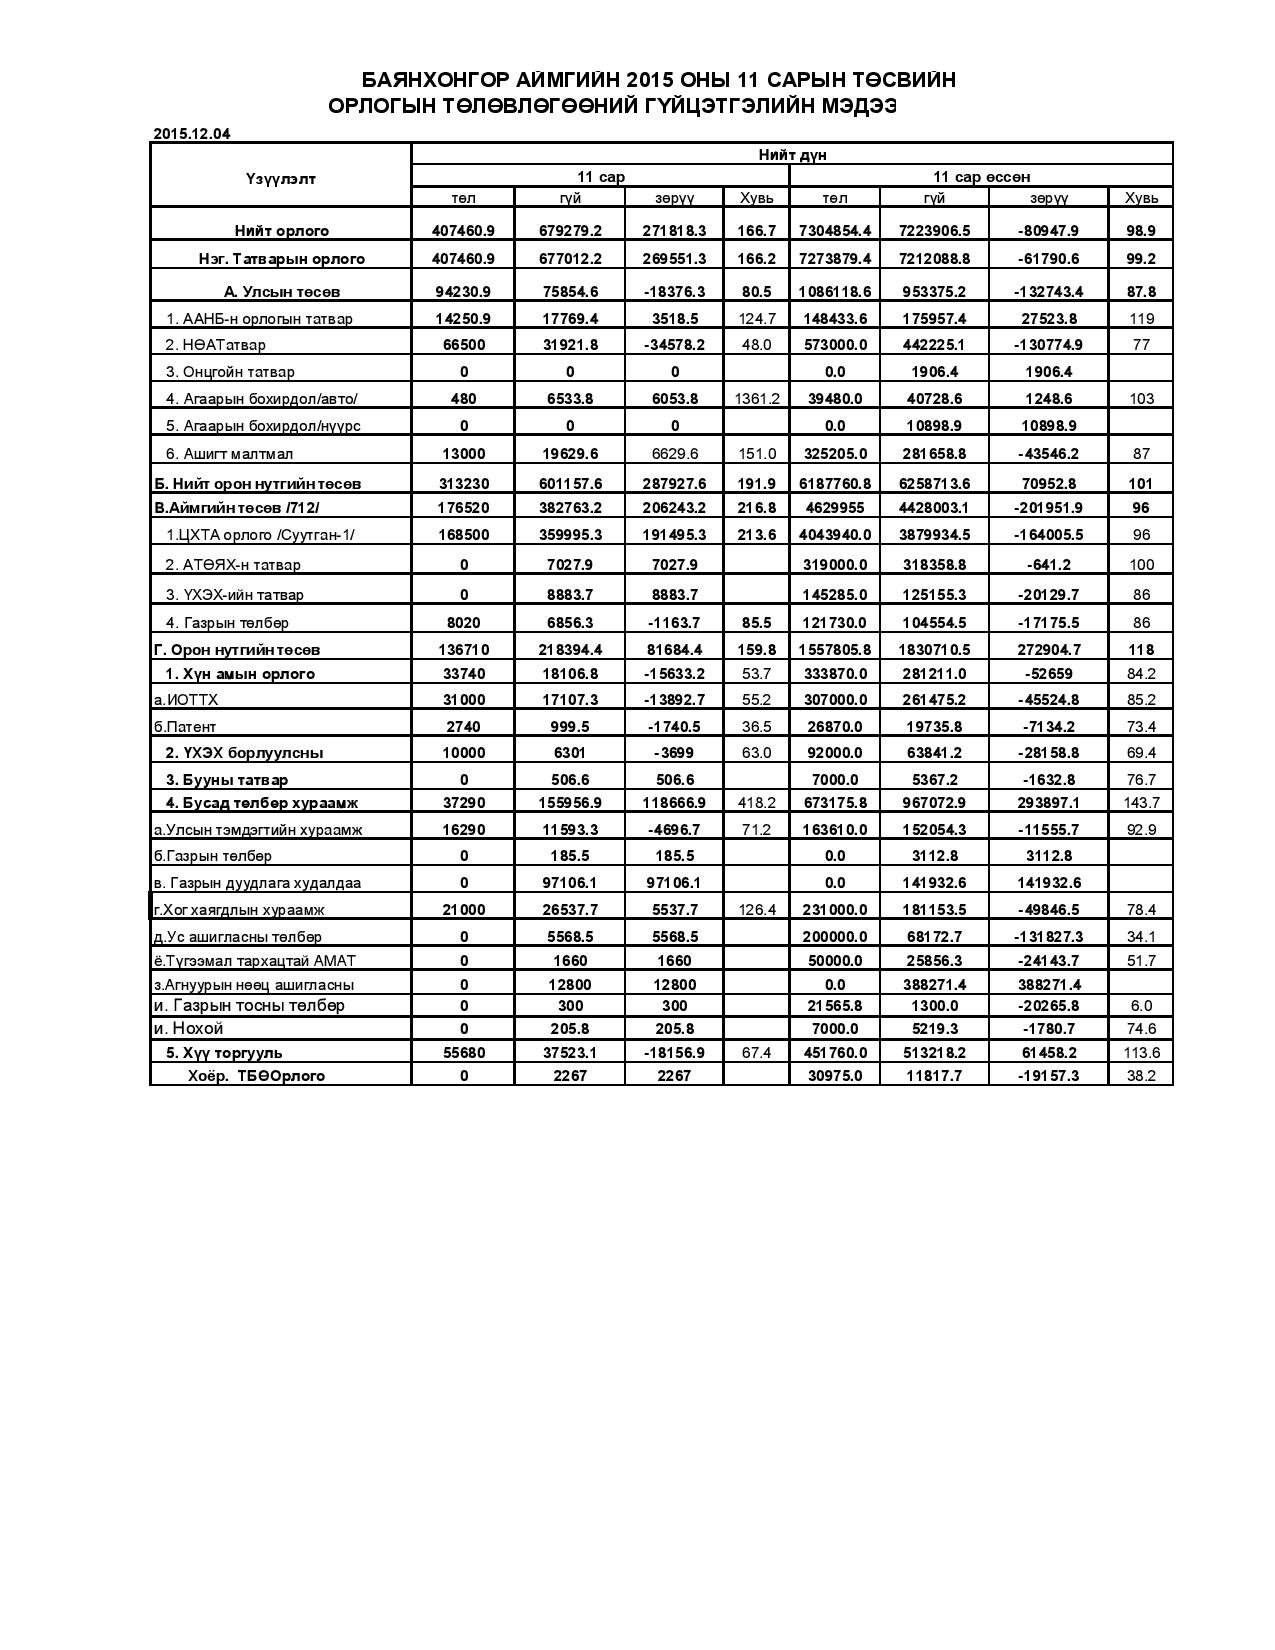 БАЯНХОНГОР АЙМГИЙН 2015 ОНЫ 11 САРЫН ТӨСВИЙН
ОРЛОГЫН ТӨЛӨВЛӨГӨӨНИЙ ГҮЙЦЭТГЭЛИЙН МЭДЭЭ
2015.12.04
Үзүүлэлт Нийт дүн
11 сар 11 сар өссөн
төл гүй зөрүү Хувь төл гүй зөрүү Хувь
Нийт орлого 407460.9 679279.2 271818.3 166.7 7304854.4 7223906.5 -80947.9 98.9
Нэг. Татварын орлого 407460.9 677012.2 269551.3 166.2 7273879.4 7212088.8 -61790.6 99.2
А. Улсын төсөв 94230.9 75854.6 -18376.3 80.5 1086118.6 953375.2 -132743.4 87.8
1. ААНБ-н орлогын татвар 14250.9 17769.4 3518.5 124.7 148433.6 175957.4 27523.8 119
2. НӨАТатвар 66500 31921.8 -34578.2 48.0 573000.0 442225.1 -130774.9 77
3. Онцгойн татвар 0 0 0 0.0 1906.4 1906.4
4. Агаарын бохирдол/авто/ 480 6533.8 6053.8 1361.2 39480.0 40728.6 1248.6 103
5. Агаарын бохирдол/нүүрс 0 0 0 0.0 10898.9 10898.9
6. Ашигт малтмал 13000 19629.6 6629.6 151.0 325205.0 281658.8 -43546.2 87
Б. Нийт орон нутгийн төсөв 313230 601157.6 287927.6 191.9 6187760.8 6258713.6 70952.8 101
В.Аймгийн төсөв /712/ 176520 382763.2 206243.2 216.8 4629955 4428003.1 -201951.9 96
1.ЦХТА орлого /Суутган-1/ 168500 359995.3 191495.3 213.6 4043940.0 3879934.5 -164005.5 96
2. АТӨЯХ-н татвар 0 7027.9 7027.9 319000.0 318358.8 -641.2 100
3. ҮХЭХ-ийн татвар 0 8883.7 8883.7 145285.0 125155.3 -20129.7 86
4. Газрын төлбөр 8020 6856.3 -1163.7 85.5 121730.0 104554.5 -17175.5 86
Г. Орон нутгийн төсөв 136710 218394.4 81684.4 159.8 1557805.8 1830710.5 272904.7 118
1. Хүн амын орлого 33740 18106.8 -15633.2 53.7 333870.0 281211.0 -52659 84.2
а.ИОТТХ 31000 17107.3 -13892.7 55.2 307000.0 261475.2 -45524.8 85.2
б.Патент 2740 999.5 -1740.5 36.5 26870.0 19735.8 -7134.2 73.4
2. ҮХЭХ борлуулсны 10000 6301 -3699 63.0 92000.0 63841.2 -28158.8 69.4
3. Бууны татвар 0 506.6 506.6 7000.0 5367.2 -1632.8 76.7
4. Бусад төлбөр хураамж 37290 155956.9 118666.9 418.2 673175.8 967072.9 293897.1 143.7
а.Улсын тэмдэгтийн хураамж 16290 11593.3 -4696.7 71.2 163610.0 152054.3 -11555.7 92.9
б.Газрын төлбөр 0 185.5 185.5 0.0 3112.8 3112.8
в. Газрын дуудлага худалдаа 0 97106.1 97106.1 0.0 141932.6 141932.6
г.Хог хаягдлын хураамж 21000 26537.7 5537.7 126.4 231000.0 181153.5 -49846.5 78.4
д.Ус ашигласны төлбөр 0 5568.5 5568.5 200000.0 68172.7 -131827.3 34.1
ё.Түгээмал тархацтай АМАТ 0 1660 1660 50000.0 25856.3 -24143.7 51.7
з.Агнуурын нөөц ашигласны 0 12800 12800 0.0 388271.4 388271.4
и. Газрын тосны төлбөр 0 300 300 21565.8 1300.0 -20265.8 6.0
и. Нохой 0 205.8 205.8 7000.0 5219.3 -1780.7 74.6
5. Хүү торгууль 55680 37523.1 -18156.9 67.4 451760.0 513218.2 61458.2 113.6
Хоёр. ТБӨОрлого 0 2267 2267 30975.0 11817.7 -19157.3 38.2